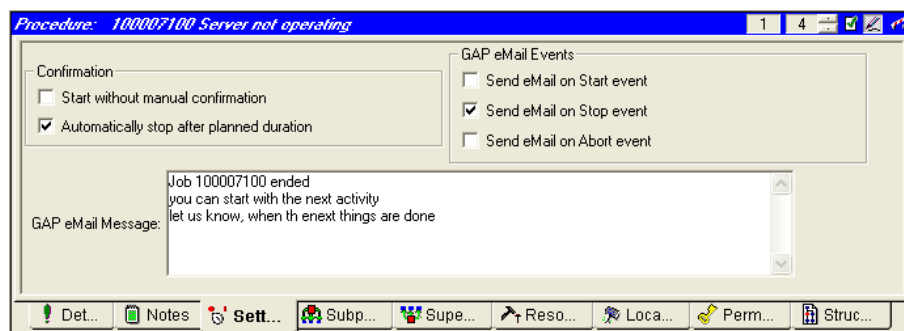 Procedure: 100007100 Server not operating 1 4
Confirmation
Start without manual confirmation
Automatically stop after planned duration
GAP eMail Events
Send eMail on Start event
Send eMail on Stop event
Send eMail on Abort event
GAP eMail Message:
Job 100007100 ended
you can start with the next activity
let us know, when th enext things are done
Det... Notes Sett... Subp... Supe... Reso... Loca... Perm... Struc...